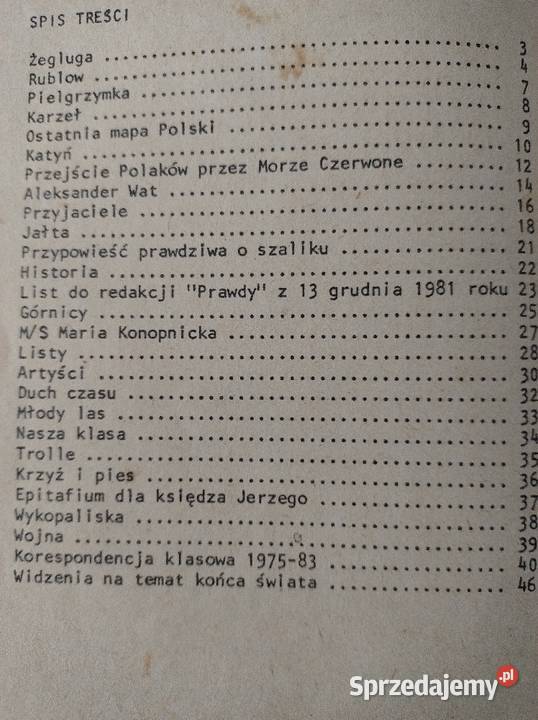 SPIS TREŚCI
Żegluga ................................................ 3
Rublow ................................................. 4
Pielgrzymka ............................................ 7
Karzeł ................................................. 8
Ostatnia mapa Polski ................................... 9
Katyń .................................................. 10
Przejście Polaków przez Morze Czerwone ........... 12
Aleksander Wat ......................................... 14
Przyjaciele ............................................ 16
Jałta .................................................. 18
Przypowieść prawdziwa o szaliku .................. 21
Historia ............................................... 22
List do redakcji "Prawdy" z 13 grudnia 1981 roku 23
Górnicy ................................................ 25
M/S Maria Konopnicka ................................... 27
Listy .................................................. 28
Artyści ................................................ 30
Duch czasu ............................................. 32
Młody las .............................................. 33
Nasza klasa ............................................ 34
Trolle ................................................. 35
Krzyż i pies ........................................... 36
Epitafium dla księdza Jerzego .................... 37
Wykopaliska ............................................ 38
Wojna .................................................. 39
Korespondencja klasowa 1975-83 ................... 40
Widzenia na temat końca świata ................... 46
Sprzedajemy.pl